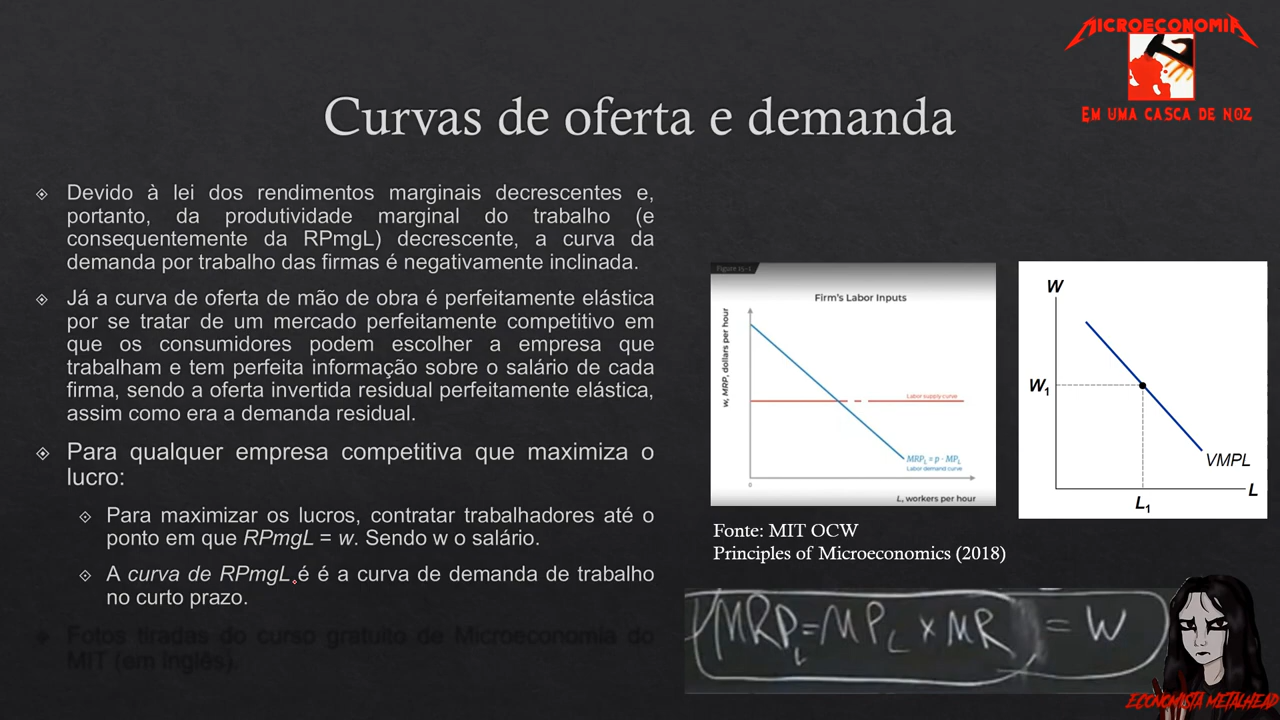 MICROECONOMIA
EM UMA CASCA DE NOZ
Curvas de oferta e demanda
Devido à lei dos rendimentos marginais decrescentes e,
portanto, da produtividade marginal do trabalho (e
consequentemente da RPmgL) decrescente, a curva da
demanda por trabalho das firmas é negativamente inclinada.
Já a curva de oferta de mão de obra é perfeitamente elástica
por se tratar de um mercado perfeitamente competitivo em
que os consumidores podem escolher a empresa que
trabalham e tem perfeita informação sobre o salário de cada
firma, sendo a oferta invertida residual perfeitamente elástica,
assim como era a demanda residual.
Para qualquer empresa competitiva que maximiza o
lucro:
Para maximizar os lucros, contratar trabalhadores até o
ponto em que RPmgL = w. Sendo w o salário.
A curva de RPmgL é é a curva de demanda de trabalho
no curto prazo.
Fotos tiradas do curso gratuito de Microeconomia do
MIT (em inglês).
Figure 15-1
Firm's Labor Inputs
w, MRP, dollars per hour
Labor supply curve
MRP_L = p · MP_L
Labor demand curve
0
L, workers per hour
W
W₁
VMPL
L₁
L
Fonte: MIT OCW
Principles of Microeconomics (2018)
MRP_L = MP_L × MR = W
ECONOMISTA METALHEAD